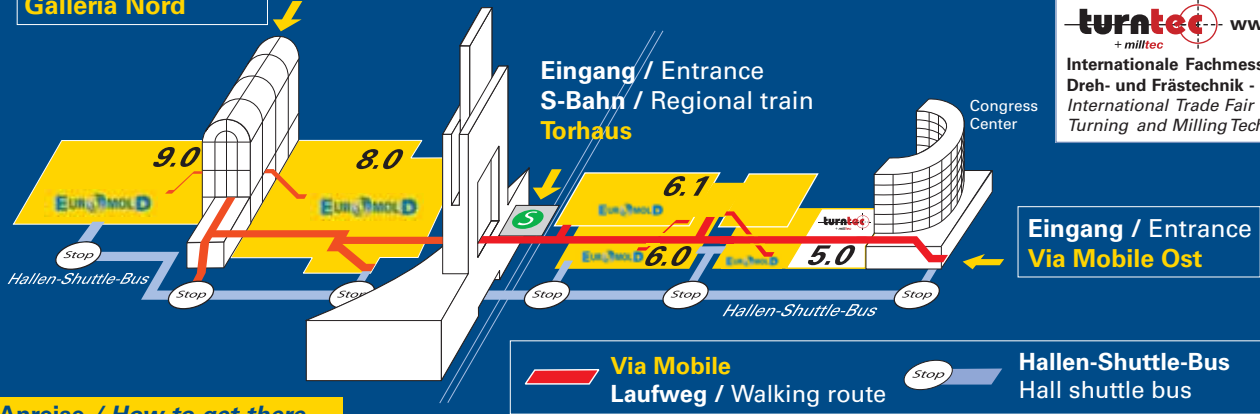 Galleria Nord
turntec
+ milltec
Internationale
Dreh- und Frästechnik -
International Trade Fair
Turning and Milling
Eingang / Entrance
S-Bahn / Regional train
Torhaus
Congress
Center
9.0
8.0
6.1
EUROMOLD
EUROMOLD
EUROMOLD
S
turntec
+ milltec
EUROMOLD
6.0
EUROMOLD
5.0
Eingang / Entrance
Via Mobile Ost
Stop
Hallen-Shuttle-Bus
Stop
Stop
Stop
Stop
Stop
Hallen-Shuttle-Bus
Via Mobile
Laufweg / Walking route
Stop
Hallen-Shuttle-Bus
Hall shuttle bus
Anreise / How to get there